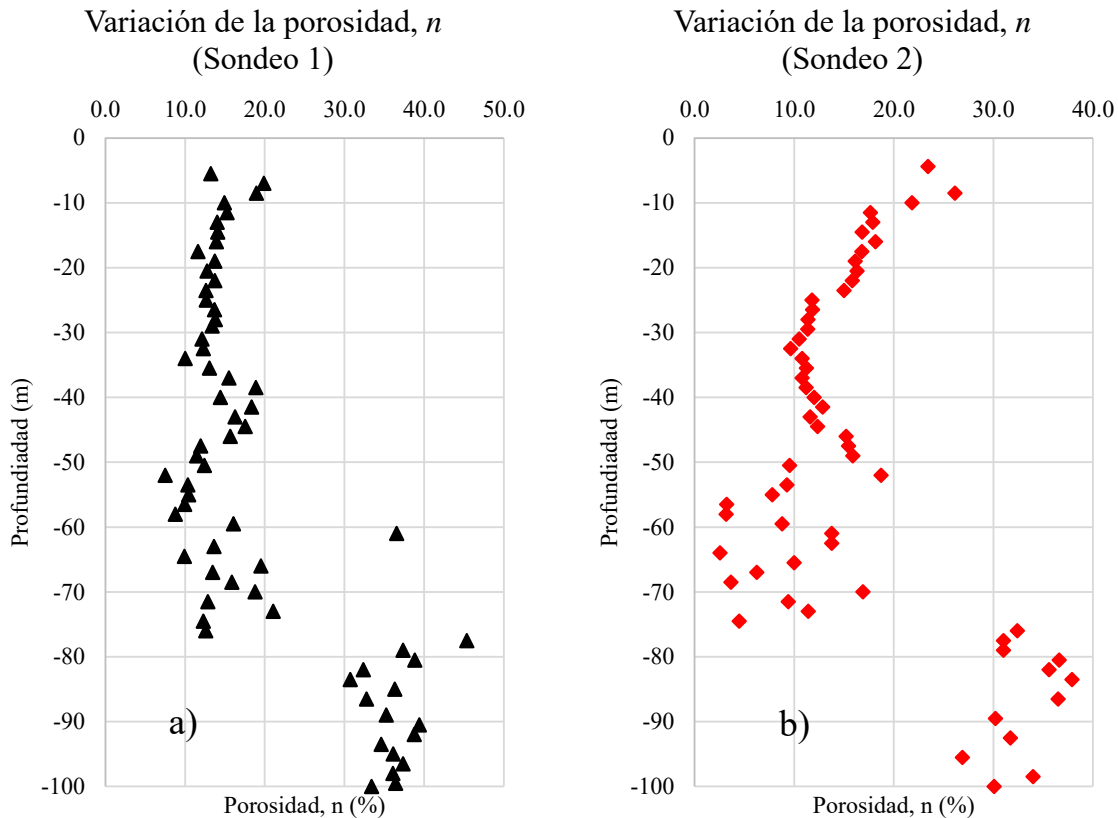 Variación de la porosidad, n
(Sondeo 1)
0.0 10.0 20.0 30.0 40.0 50.0
0
-10
-20
-30
-40
-50
-60
-70
-80
-90
-100
Profundiadad (m)
a)
Porosidad, n (%)
Variación de la porosidad, n
(Sondeo 2)
0.0 10.0 20.0 30.0 40.0
0
-10
-20
-30
-40
-50
-60
-70
-80
-90
-100
Profundiadad (m)
b)
Porosidad, n (%)